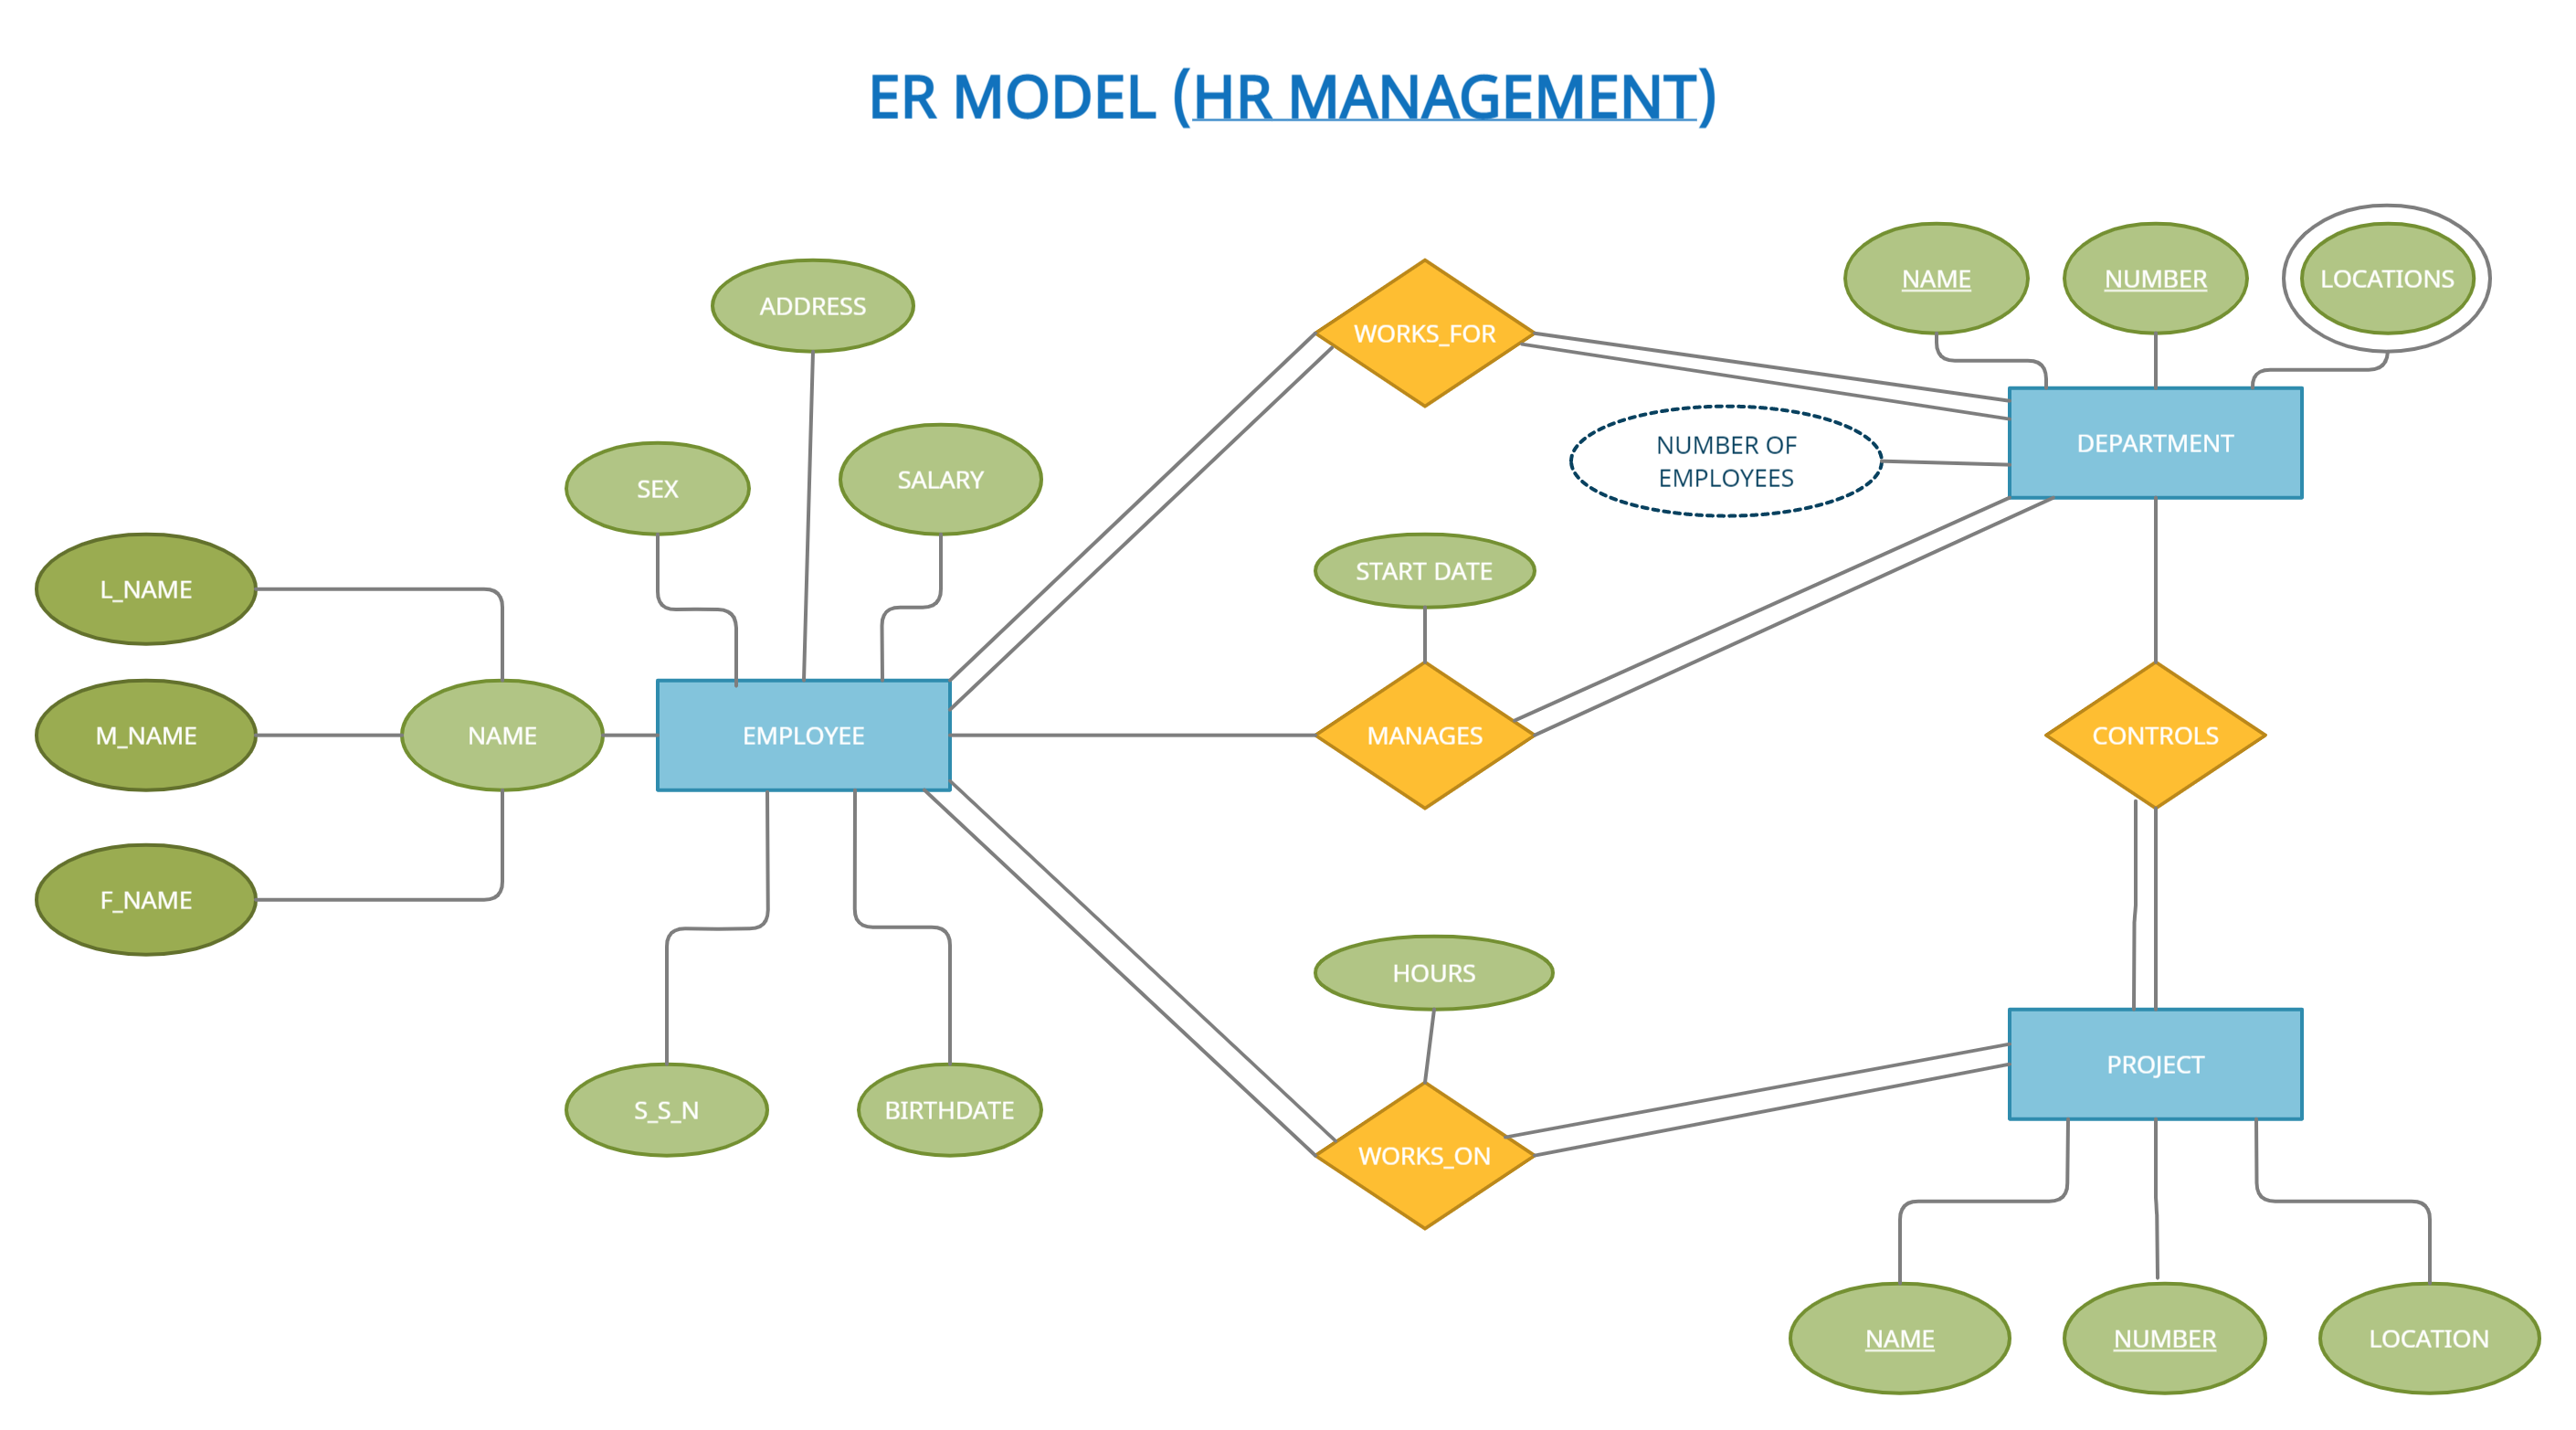 ER MODEL (HR MANAGEMENT)
NAME
NUMBER
LOCATIONS
ADDRESS
WORKS_FOR
DEPARTMENT
NUMBER OF
EMPLOYEES
SEX
SALARY
START DATE
L_NAME
M_NAME
NAME
EMPLOYEE
MANAGES
CONTROLS
F_NAME
HOURS
PROJECT
S_S_N
BIRTHDATE
WORKS_ON
NAME
NUMBER
LOCATION